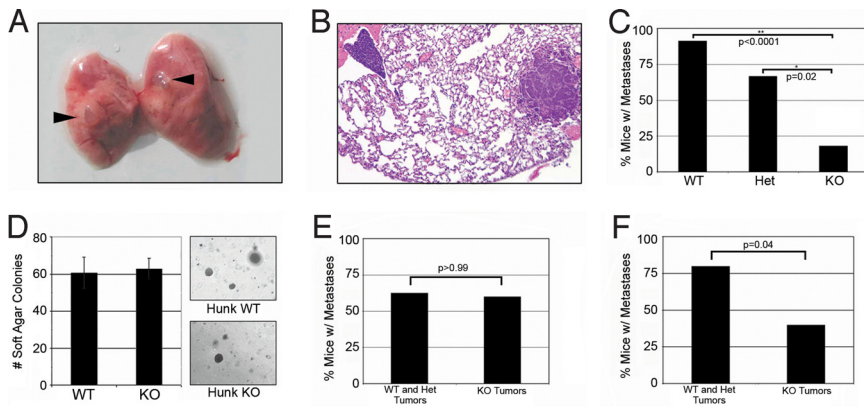 A
B
C
% Mice w/ Metastases
100
75
50
25
0
**
p<0.0001
*
p=0.02
WT
Het
KO
D
# Soft Agar Colonies
80
60
40
20
0
WT
KO
Hunk WT
Hunk KO
E
% Mice w/ Metastases
100
75
50
25
0
p>0.99
WT and Het
Tumors
KO Tumors
F
% Mice w/ Metastases
100
75
50
25
0
p=0.04
WT and Het
Tumors
KO Tumors